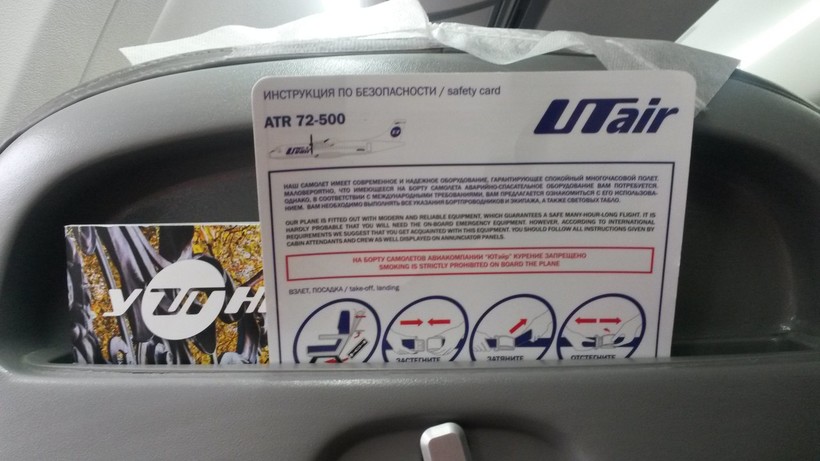 ИНСТРУКЦИЯ ПО БЕЗОПАСНОСТИ / safety card
UTair
ATR 72-500
UTair
НАШ САМОЛЕТ ИМЕЕТ СОВРЕМЕННОЕ И НАДЕЖНОЕ ОБОРУДОВАНИЕ, ГАРАНТИРУЮЩЕЕ СПОКОЙНЫЙ МНОГОЧАСОВОЙ ПОЛЕТ.
МАЛОВЕРОЯТНО, ЧТО ИМЕЮЩЕЕСЯ НА БОРТУ САМОЛЕТА АВАРИЙНО-СПАСАТЕЛЬНОЕ ОБОРУДОВАНИЕ ВАМ ПОТРЕБУЕТСЯ.
ОДНАКО, В СООТВЕТСТВИИ С МЕЖДУНАРОДНЫМИ ТРЕБОВАНИЯМИ, ВАМ ПРЕДЛАГАЕТСЯ ОЗНАКОМИТЬСЯ С ЕГО ИСПОЛЬЗОВА-
НИЕМ. ВАМ НЕОБХОДИМО ВЫПОЛНЯТЬ ВСЕ УКАЗАНИЯ БОРТПРОВОДНИКОВ И ЭКИПАЖА, А ТАКЖЕ СВЕТОВЫХ ТАБЛО.
OUR PLANE IS FITTED OUT WITH MODERN AND RELIABLE EQUIPMENT, WHICH GUARANTEES A SAFE MANY-HOUR-LONG FLIGHT. IT IS
HARDLY PROBABLE THAT YOU WILL NEED THE ON-BOARD EMERGENCY EQUIPMENT. HOWEVER, ACCORDING TO INTERNATIONAL
REQUIREMENTS WE SUGGEST THAT YOU GET ACQUAINTED WITH THIS EQUIPMENT. YOU SHOULD FOLLOW ALL INSTRUCTIONS GIVEN BY
CABIN ATTENDANTS AND CREW AS WELL DISPLAYED ON ANNUNCIATOR PANELS.
НА БОРТУ САМОЛЕТОВ АВИАКОМПАНИИ "ЮТэйр" КУРЕНИЕ ЗАПРЕЩЕНО
SMOKING IS STRICTLY PROHIBITED ON BOARD THE PLANE
ВЗЛЕТ, ПОСАДКА / take-off, landing
ЗАСТЕГНИТЕ
ЗАТЯНИТЕ
ОТСТЕГНИТЕ